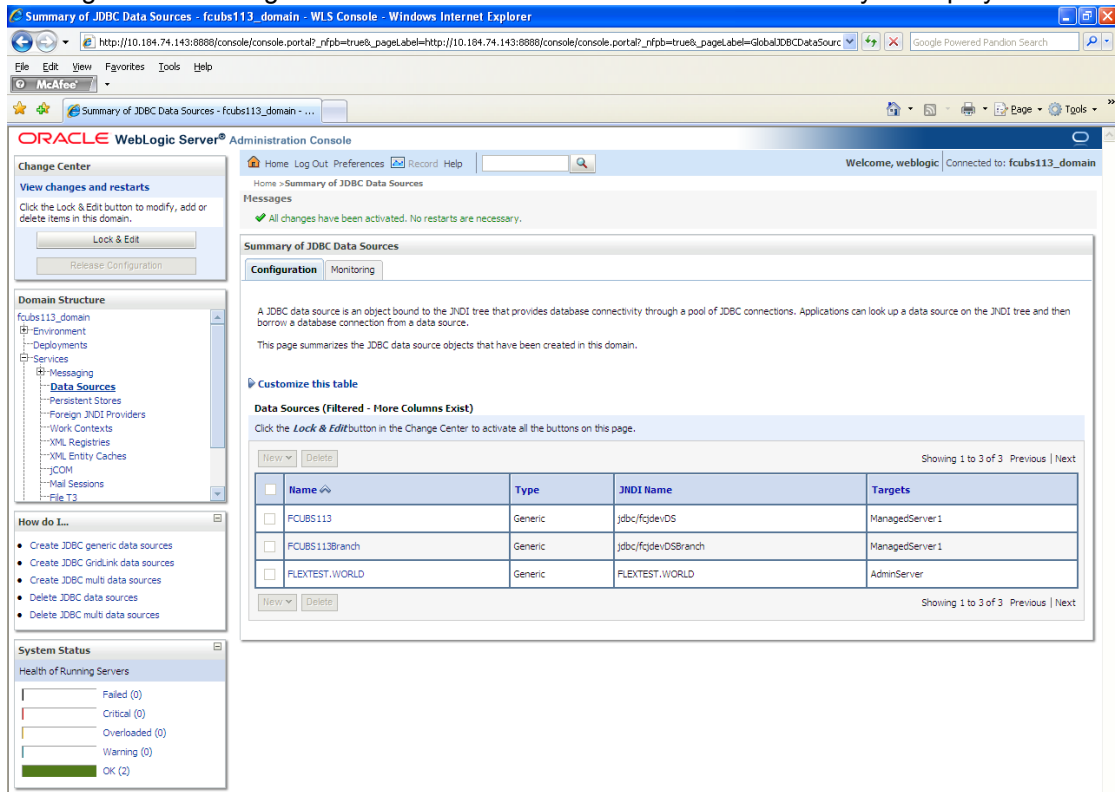 Summary of JDBC Data Sources - fcubs113_domain - WLS Console - Windows Internet Explorer
http://10.184.74.143:8888/console/console.portal?_nfpb=true&_pageLabel=http://10.184.74.143:8888/console/console.portal?_nfpb=true&_pageLabel=GlobalJDBCDataSourc
Google Powered Pandion Search
File Edit View Favorites Tools Help
McAfee
Summary of JDBC Data Sources - fcubs113_domain - ...
Page Tools
ORACLE WebLogic Server® Administration Console
Change Center
View changes and restarts
Click the Lock & Edit button to modify, add or
delete items in this domain.
Lock & Edit
Release Configuration
Domain Structure
fcubs113_domain
Environment
Deployments
Services
Messaging
Data Sources
Persistent Stores
Foreign JNDI Providers
Work Contexts
XML Registries
XML Entity Caches
jCOM
Mail Sessions
File T3
How do I...
Create JDBC generic data sources
Create JDBC GridLink data sources
Create JDBC multi data sources
Delete JDBC data sources
Delete JDBC multi data sources
System Status
Health of Running Servers
Failed (0)
Critical (0)
Overloaded (0)
Warning (0)
OK (2)
Home Log Out Preferences Record Help
Welcome, weblogic Connected to: fcubs113_domain
Home >Summary of JDBC Data Sources
Messages
All changes have been activated. No restarts are necessary.
Summary of JDBC Data Sources
Configuration Monitoring
A JDBC data source is an object bound to the JNDI tree that provides database connectivity through a pool of JDBC connections. Applications can look up a data source on the JNDI tree and then
borrow a database connection from a data source.
This page summarizes the JDBC data source objects that have been created in this domain.
Customize this table
Data Sources (Filtered - More Columns Exist)
Click the Lock & Edit button in the Change Center to activate all the buttons on this page.
New Delete Showing 1 to 3 of 3 Previous | Next
Name Type JNDI Name Targets
FCUBS113 Generic jdbc/fcjdevDS ManagedServer1
FCUBS113Branch Generic jdbc/fcjdevDSBranch ManagedServer1
FLEXTEST.WORLD Generic FLEXTEST.WORLD AdminServer
New Delete Showing 1 to 3 of 3 Previous | Next